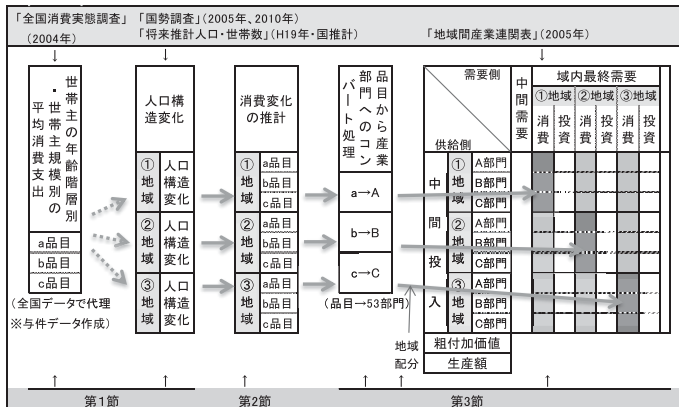 「全国消費実態調査」
(2004年)
「国勢調査」(2005年、2010年)
「将来推計人口・世帯数」(H19年・国推計)
「地域間産業連関表」(2005年)
世帯主の年齢階層別
・世帯主規模別の
平均消費支出
a品目
b品目
c品目
(全国データで代理
※与件データ作成)
人口構
造変化
①地域
人口構造変化
②地域
人口構造変化
③地域
人口構造変化
消費変化
の推計
①地域
a品目
b品目
c品目
②地域
a品目
b品目
c品目
③地域
a品目
b品目
c品目
品目から産業
部門へのコン
バート処理
a→A
b→B
c→C
(品目→53部門)
地域
配分
需要側
供給側
中間需要
域内最終需要
①地域 ②地域 ③地域
消費 投資 消費 投資 消費 投資
中間投入
①地域
A部門
B部門
C部門
②地域
A部門
B部門
C部門
③地域
A部門
B部門
C部門
粗付加価値
生産額
第1節 第2節 第3節